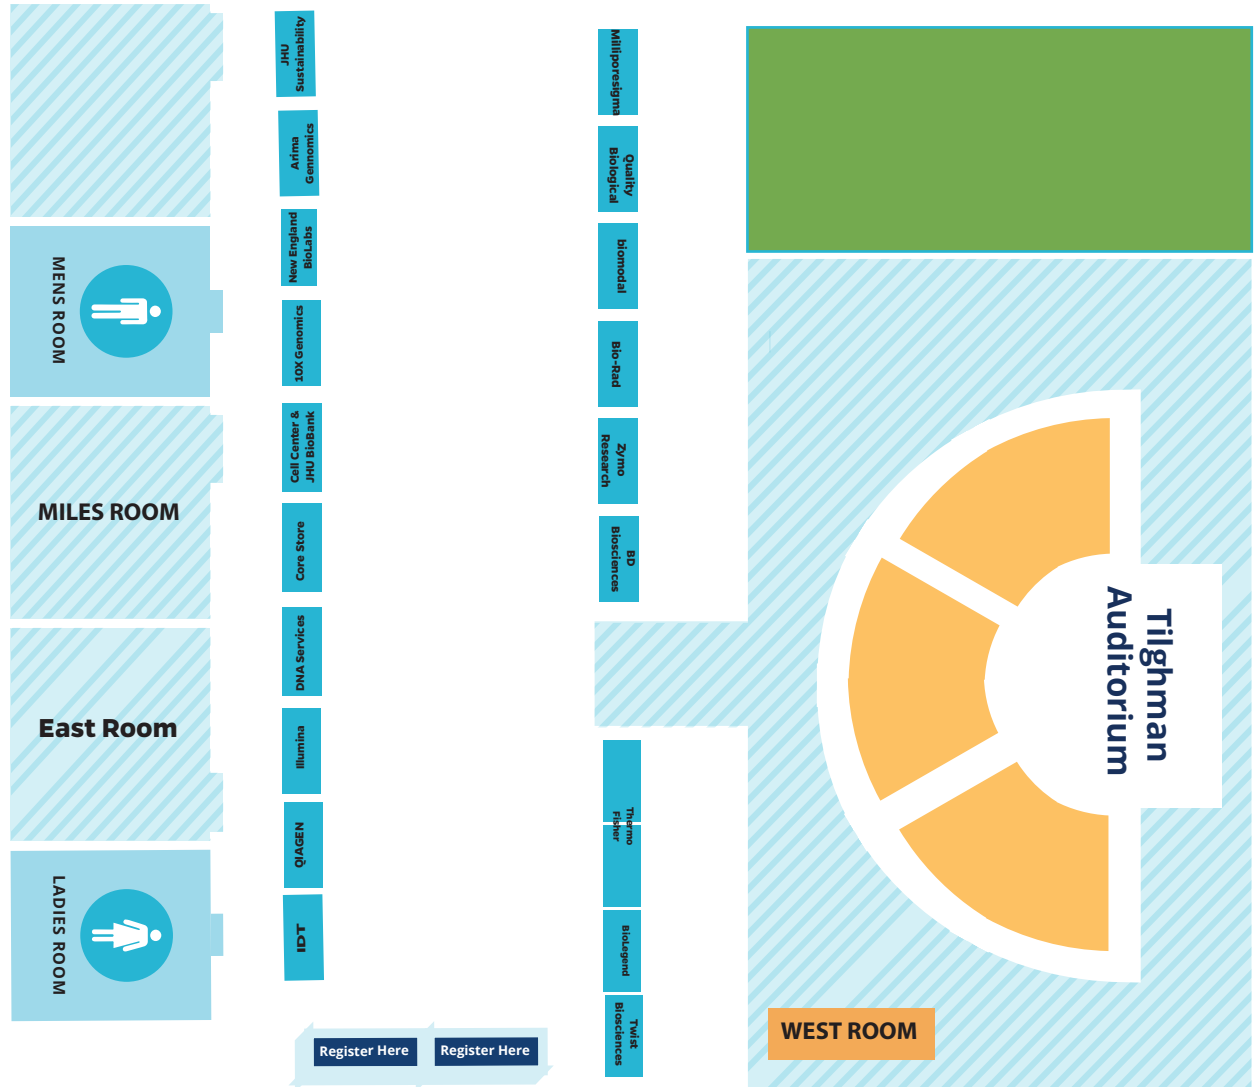 JHU
Sustainability
Arima
Gennomics
New England
BioLabs
10X Genomics
Cell Center &
JHU BioBank
Core Store
DNA Services
Illumina
QIAGEN
IDT
Milliporesigma
Quality
Biological
biomodal
Bio-Rad
Zymo
Research
BD
Biosciences
Thermo
Fisher
BioLegend
Twist
Biosciences
MENS ROOM
MILES ROOM
East Room
LADIES ROOM
Register Here
Register Here
Tilghman
Auditorium
WEST ROOM